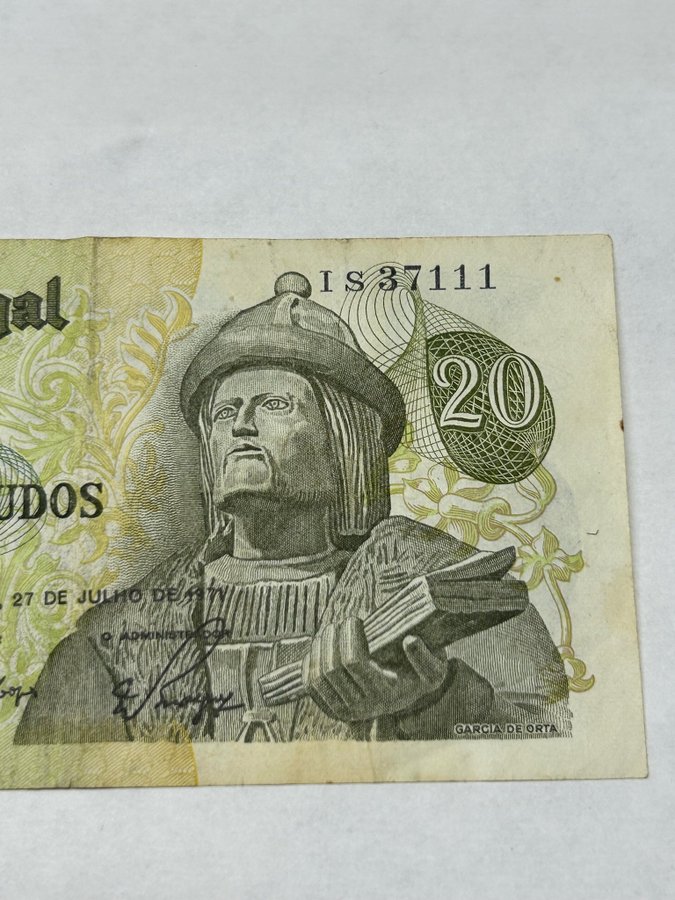 IS 37111
gal
20
UDOS
27 DE JULHO DE 1971
O ADMINISTRADOR
GARCIA DE ORTA